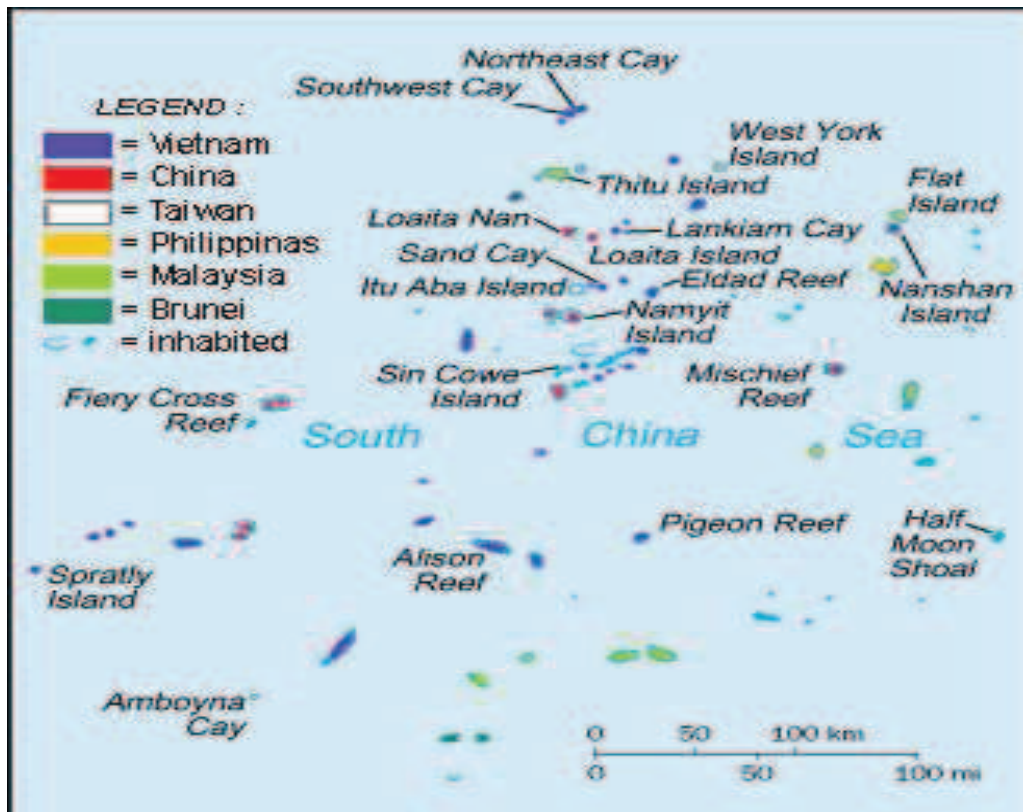 Northeast Cay
Southwest Cay
LEGEND :
= Vietnam
= China
= Taiwan
= Philippinas
= Malaysia
= Brunei
= inhabited
West York
Island
Thitu Island
Flat
Island
Loaita Nan
Lankiam Cay
Sand Cay
Loaita Island
Itu Aba Island
Eldad Reef
Nanshan
Island
Namyit
Island
Sin Cowe
Island
Mischief
Reef
Fiery Cross
Reef
South China Sea
Spratly
Island
Alison
Reef
Pigeon Reef
Half
Moon
Shoal
Amboyna
Cay
0 50 100 km
0 50 100 mi